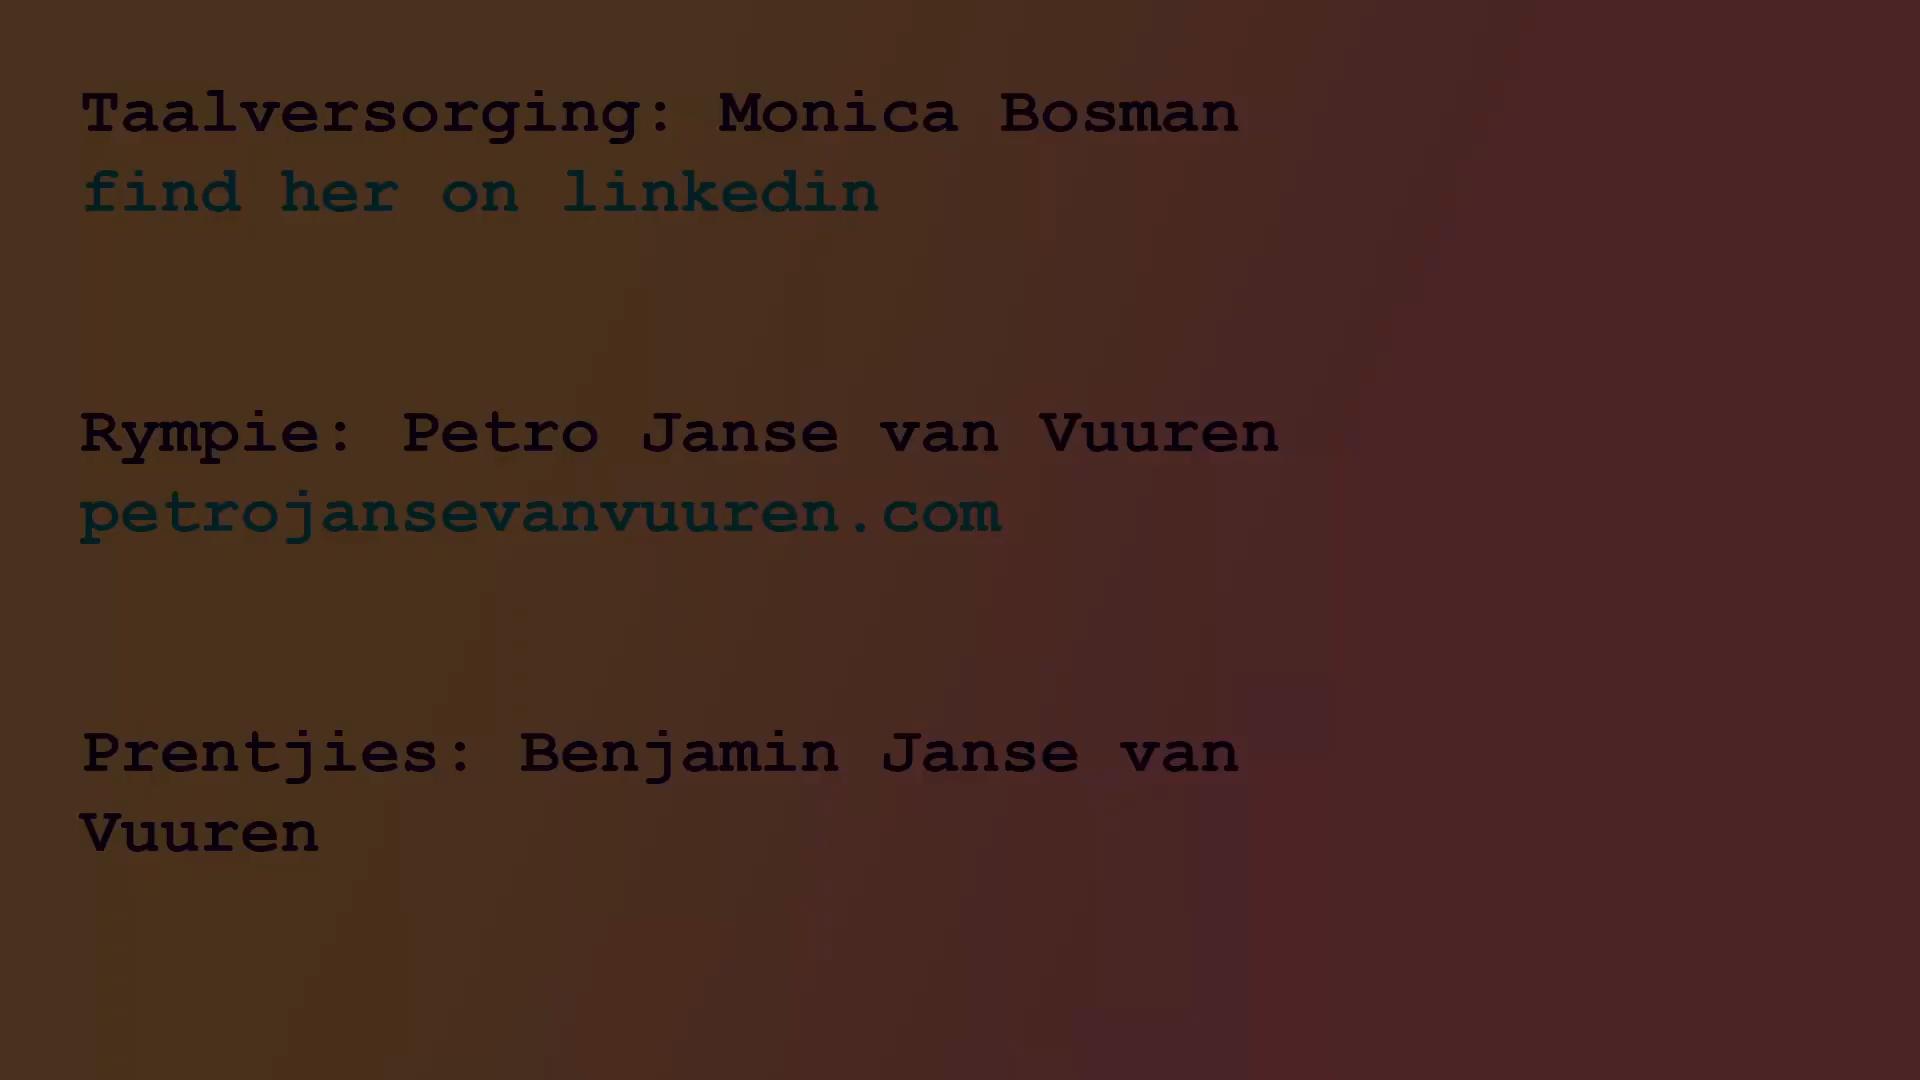 Taalversorging: Monica Bosman
find her on linkedin
Rympie: Petro Janse van Vuuren
petrojansevanvuuren.com
Prentjies: Benjamin Janse van
Vuuren